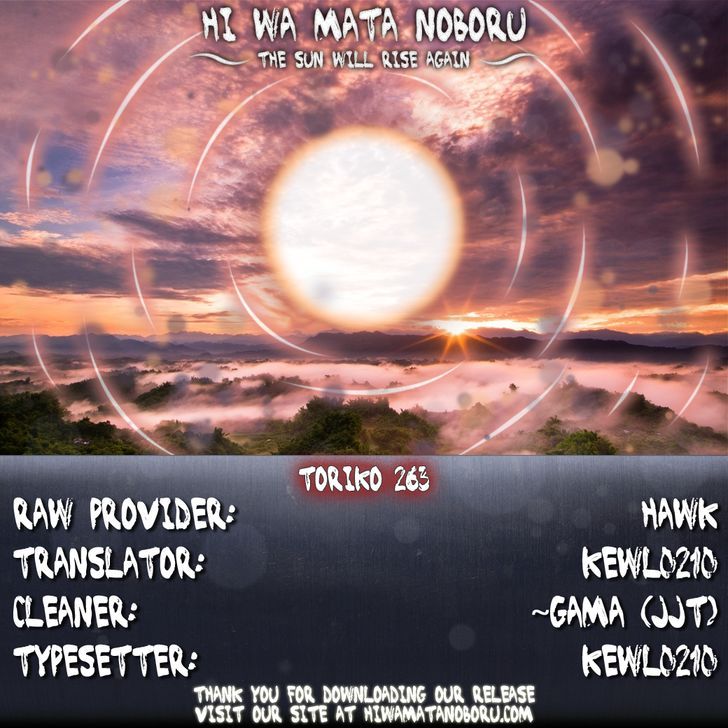 HI WA MATA NOBORU
THE SUN WILL RISE AGAIN
TORIKO 263
RAW PROVIDER: HAWK
TRANSLATOR: KEWL0210
CLEANER: ~GAMA (JJT)
TYPESETTER: KEWL0210
THANK YOU FOR DOWNLOADING OUR RELEASE
VISIT OUR SITE AT HIWAMATANOBORU.COM